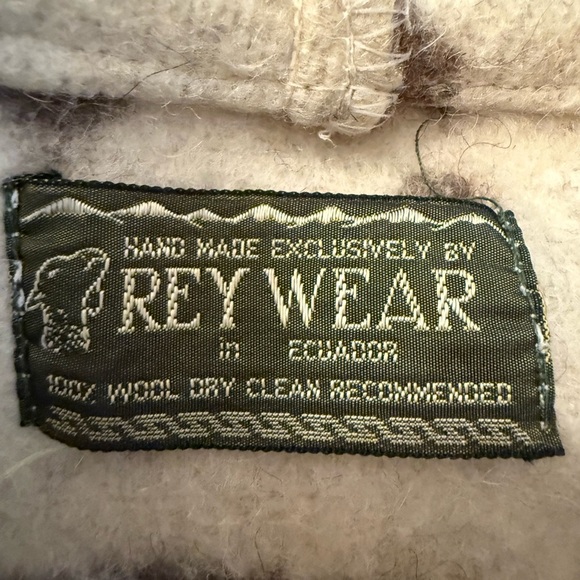 HAND MADE EXCLUSIVELY BY
REY WEAR
in ECUADOR
100% WOOL DRY CLEAN RECOMMENDED